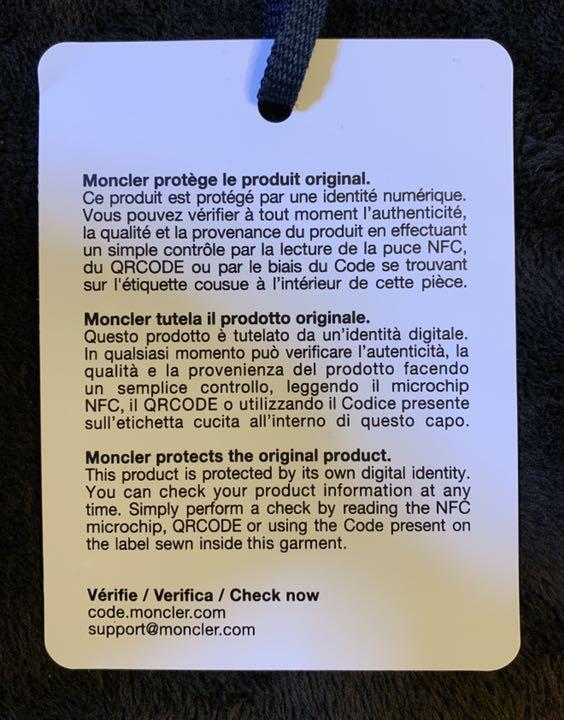 Moncler protège le produit original.
Ce produit est protégé par une identité numérique.
Vous pouvez vérifier à tout moment l'authenticité,
la qualité et la provenance du produit en effectuant
un simple contrôle par la lecture de la puce NFC,
du QRCODE ou par le biais du Code se trouvant
sur l'étiquette cousue à l'intérieur de cette pièce.
Moncler tutela il prodotto originale.
Questo prodotto è tutelato da un'identità digitale.
In qualsiasi momento può verificare l'autenticità, la
qualità e la provenienza del prodotto facendo
un semplice controllo, leggendo il microchip
NFC, il QRCODE o utilizzando il Codice presente
sull'etichetta cucita all'interno di questo capo.
Moncler protects the original product.
This product is protected by its own digital identity.
You can check your product information at any
time. Simply perform a check by reading the NFC
microchip, QRCODE or using the Code present on
the label sewn inside this garment.
Vérifie / Verifica / Check now
code.moncler.com
support@moncler.com